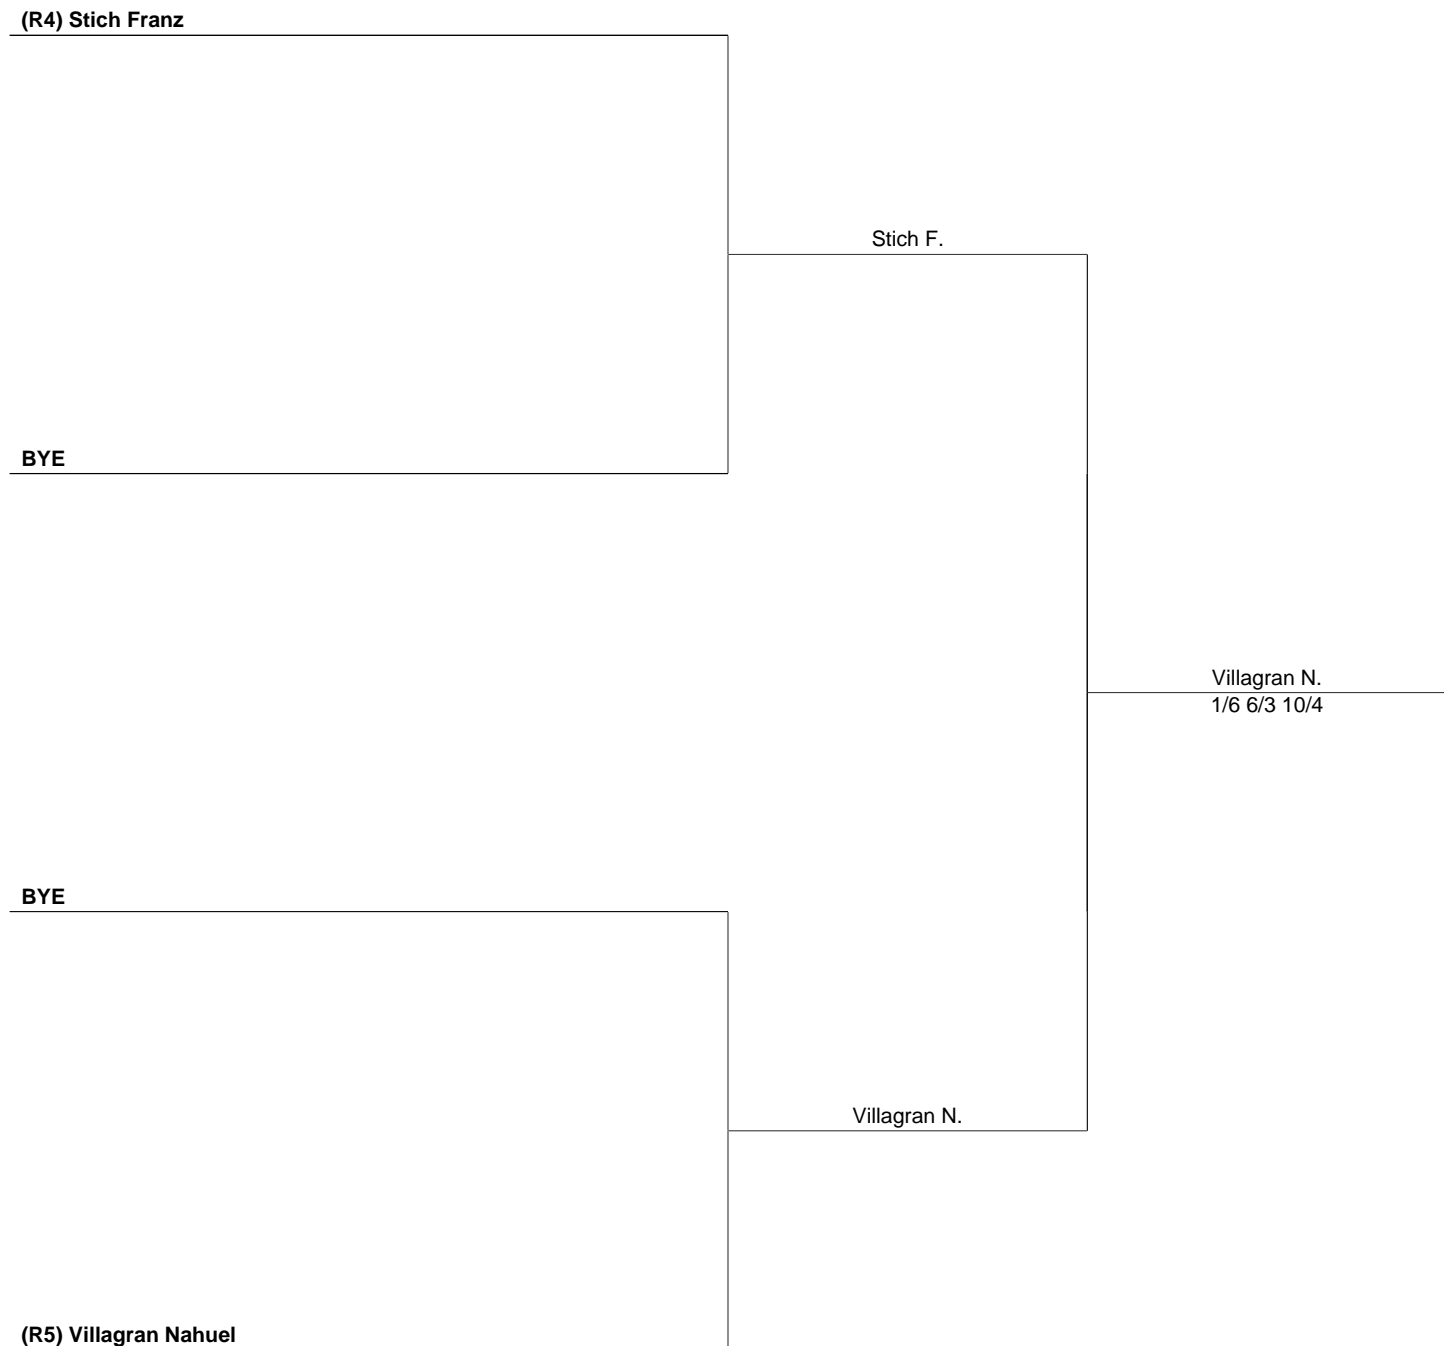 (R4) Stich Franz
Stich F.
BYE
Villagran N.
1/6 6/3 10/4
BYE
Villagran N.
(R5) Villagran Nahuel